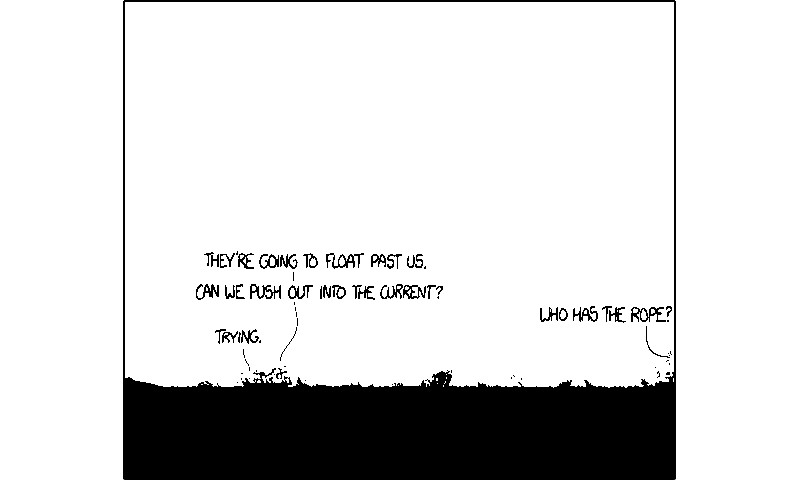 THEY'RE GOING TO FLOAT PAST US.
CAN WE PUSH OUT INTO THE CURRENT?
TRYING.
WHO HAS THE ROPE?